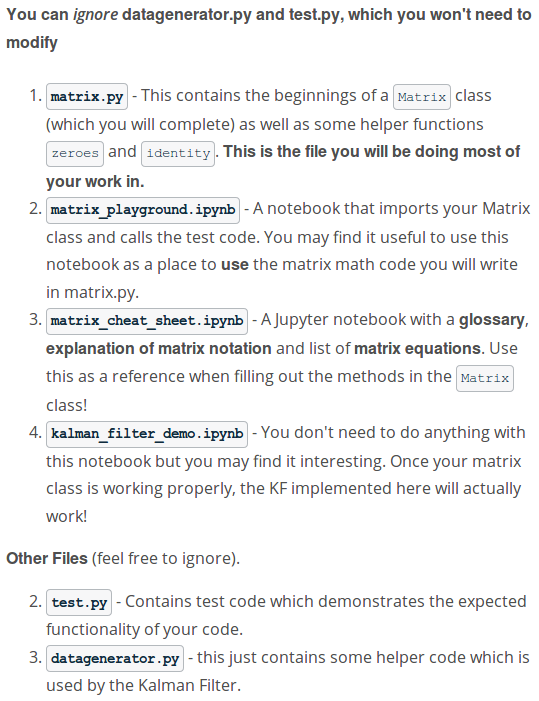 You can ignore datagenerator.py and test.py, which you won't need to
modify
1. matrix.py - This contains the beginnings of a Matrix class
(which you will complete) as well as some helper functions
zeroes and identity. This is the file you will be doing most of
your work in.
2. matrix_playground.ipynb - A notebook that imports your Matrix
class and calls the test code. You may find it useful to use this
notebook as a place to use the matrix math code you will write
in matrix.py.
3. matrix_cheat_sheet.ipynb - A Jupyter notebook with a glossary,
explanation of matrix notation and list of matrix equations. Use
this as a reference when filling out the methods in the Matrix
class!
4. kalman_filter_demo.ipynb - You don't need to do anything with
this notebook but you may find it interesting. Once your matrix
class is working properly, the KF implemented here will actually
work!
Other Files (feel free to ignore).
2. test.py - Contains test code which demonstrates the expected
functionality of your code.
3. datagenerator.py - this just contains some helper code which is
used by the Kalman Filter.